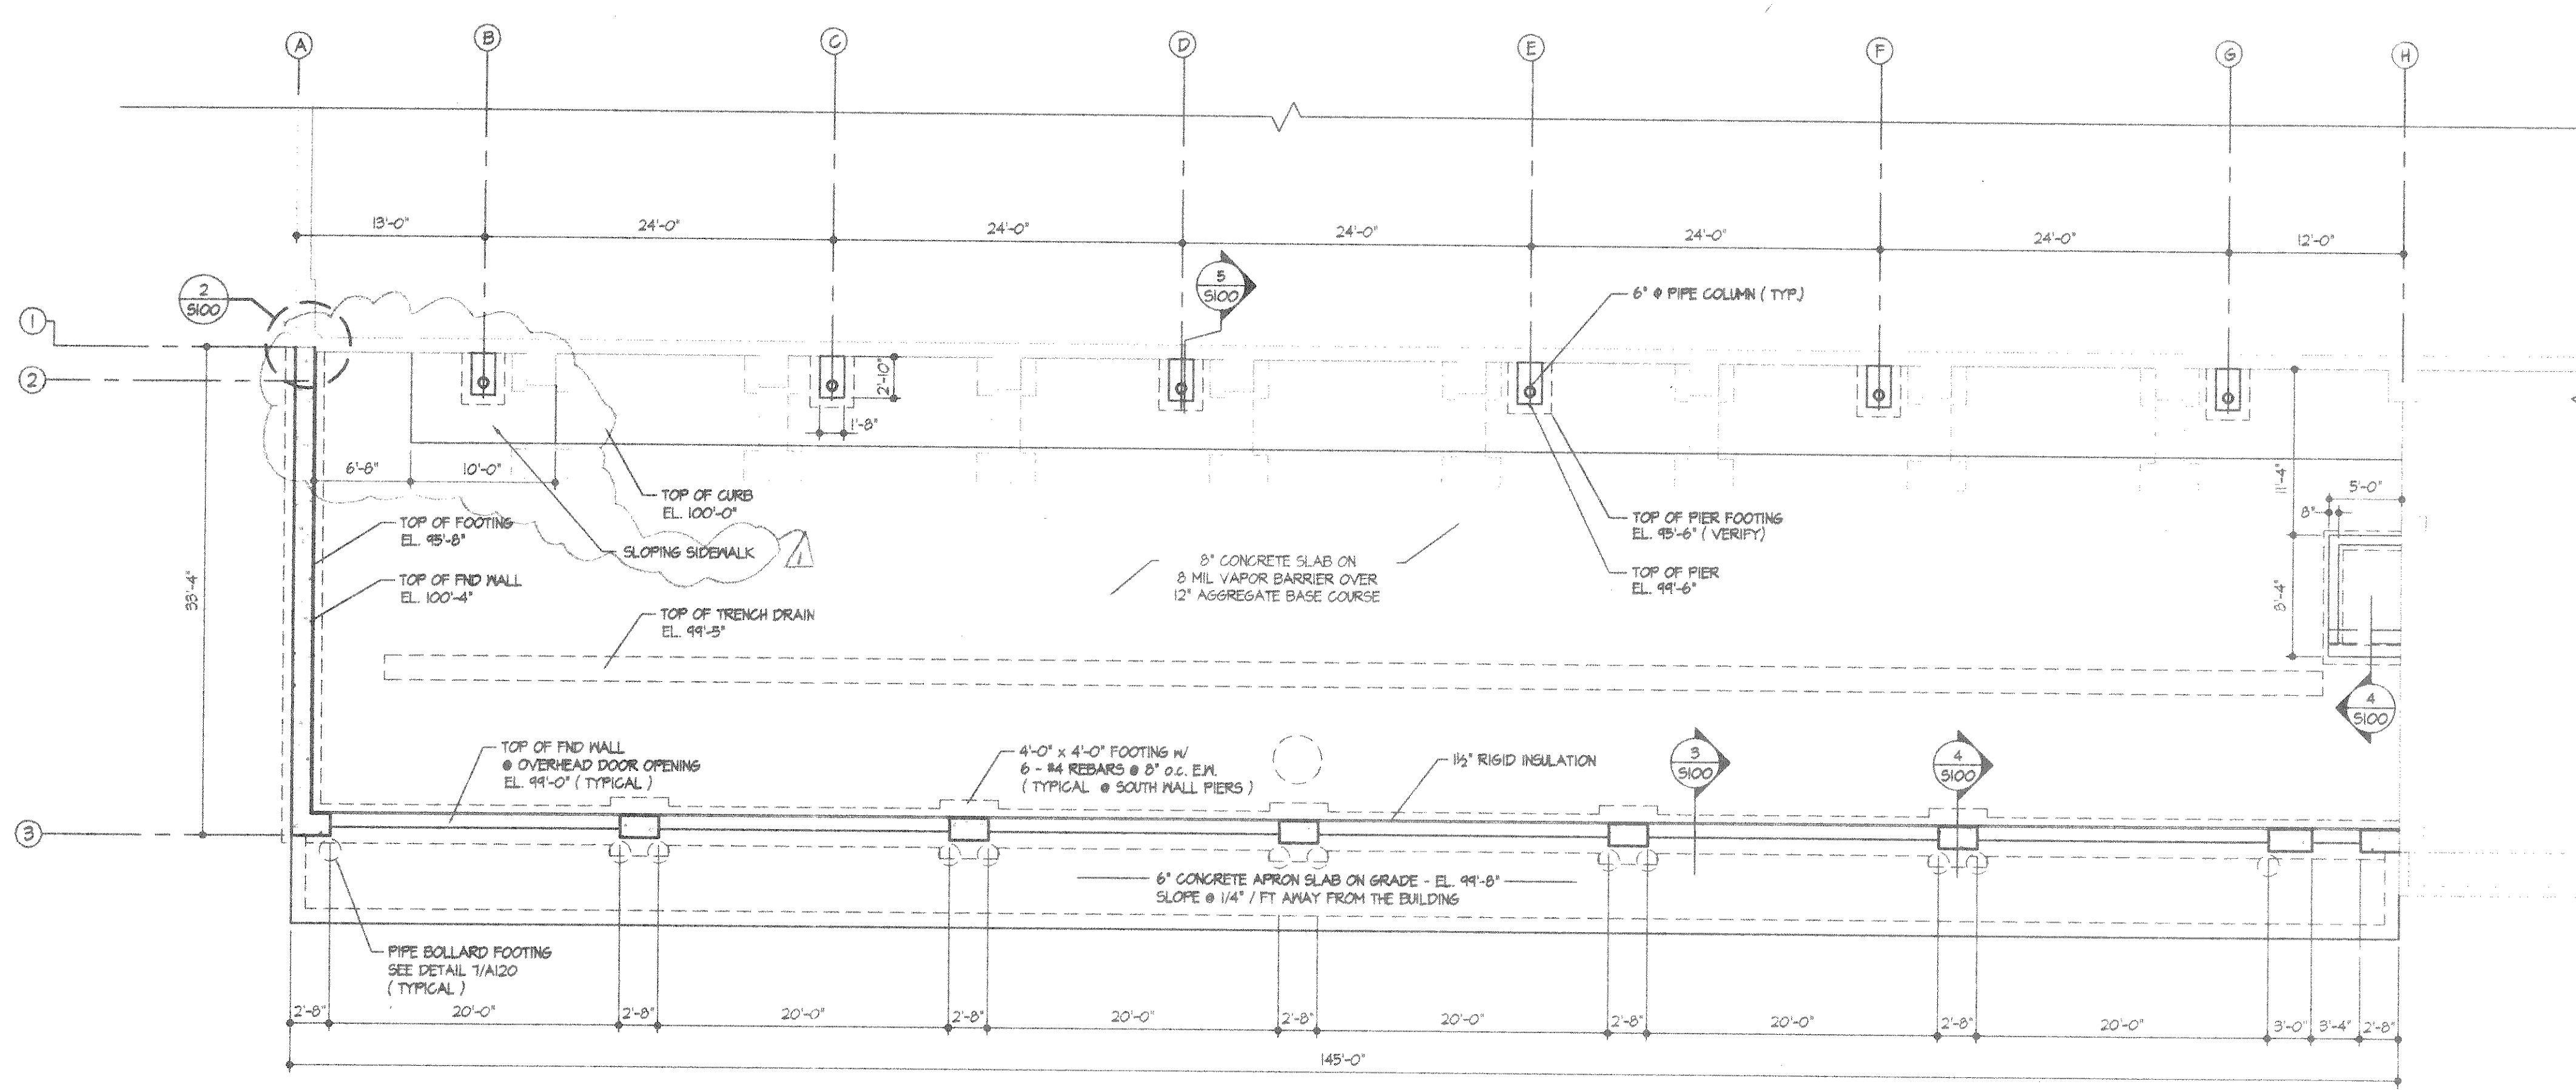 A B C D E F G H
13'-0" 24'-0" 24'-0" 24'-0" 24'-0" 24'-0" 12'-0"
2
S100
5
S100
6" Φ PIPE COLUMN ( TYP.)
1
2
2'-10"
1'-8"
6'-8" 10'-0"
11'-4"
5'-0"
8"
TOP OF CURB
EL. 100'-0"
TOP OF FOOTING
EL. 95'-8"
SLOPING SIDEWALK
1
TOP OF PIER FOOTING
EL. 95'-6" ( VERIFY)
8" CONCRETE SLAB ON
8 MIL VAPOR BARRIER OVER
12" AGGREGATE BASE COURSE
TOP OF PIER
EL. 99'-6"
TOP OF FND WALL
EL. 100'-4"
33'-4"
8'-4"
TOP OF TRENCH DRAIN
EL. 99'-5"
4
S100
TOP OF FND WALL
@ OVERHEAD DOOR OPENING
EL. 99'-0" ( TYPICAL )
4'-0" x 4'-0" FOOTING W/
6 - #4 REBARS @ 8" o.c. E.W.
( TYPICAL @ SOUTH WALL PIERS )
1½" RIGID INSULATION
3
S100
4
S100
3
6" CONCRETE APRON SLAB ON GRADE - EL. 99'-8"
SLOPE @ 1/4" / FT AWAY FROM THE BUILDING
PIPE BOLLARD FOOTING
SEE DETAIL 7/A120
( TYPICAL )
2'-8" 20'-0" 2'-8" 20'-0" 2'-8" 20'-0" 2'-8" 20'-0" 2'-8" 20'-0" 2'-8" 20'-0" 3'-0" 3'-4" 2'-8"
145'-0"